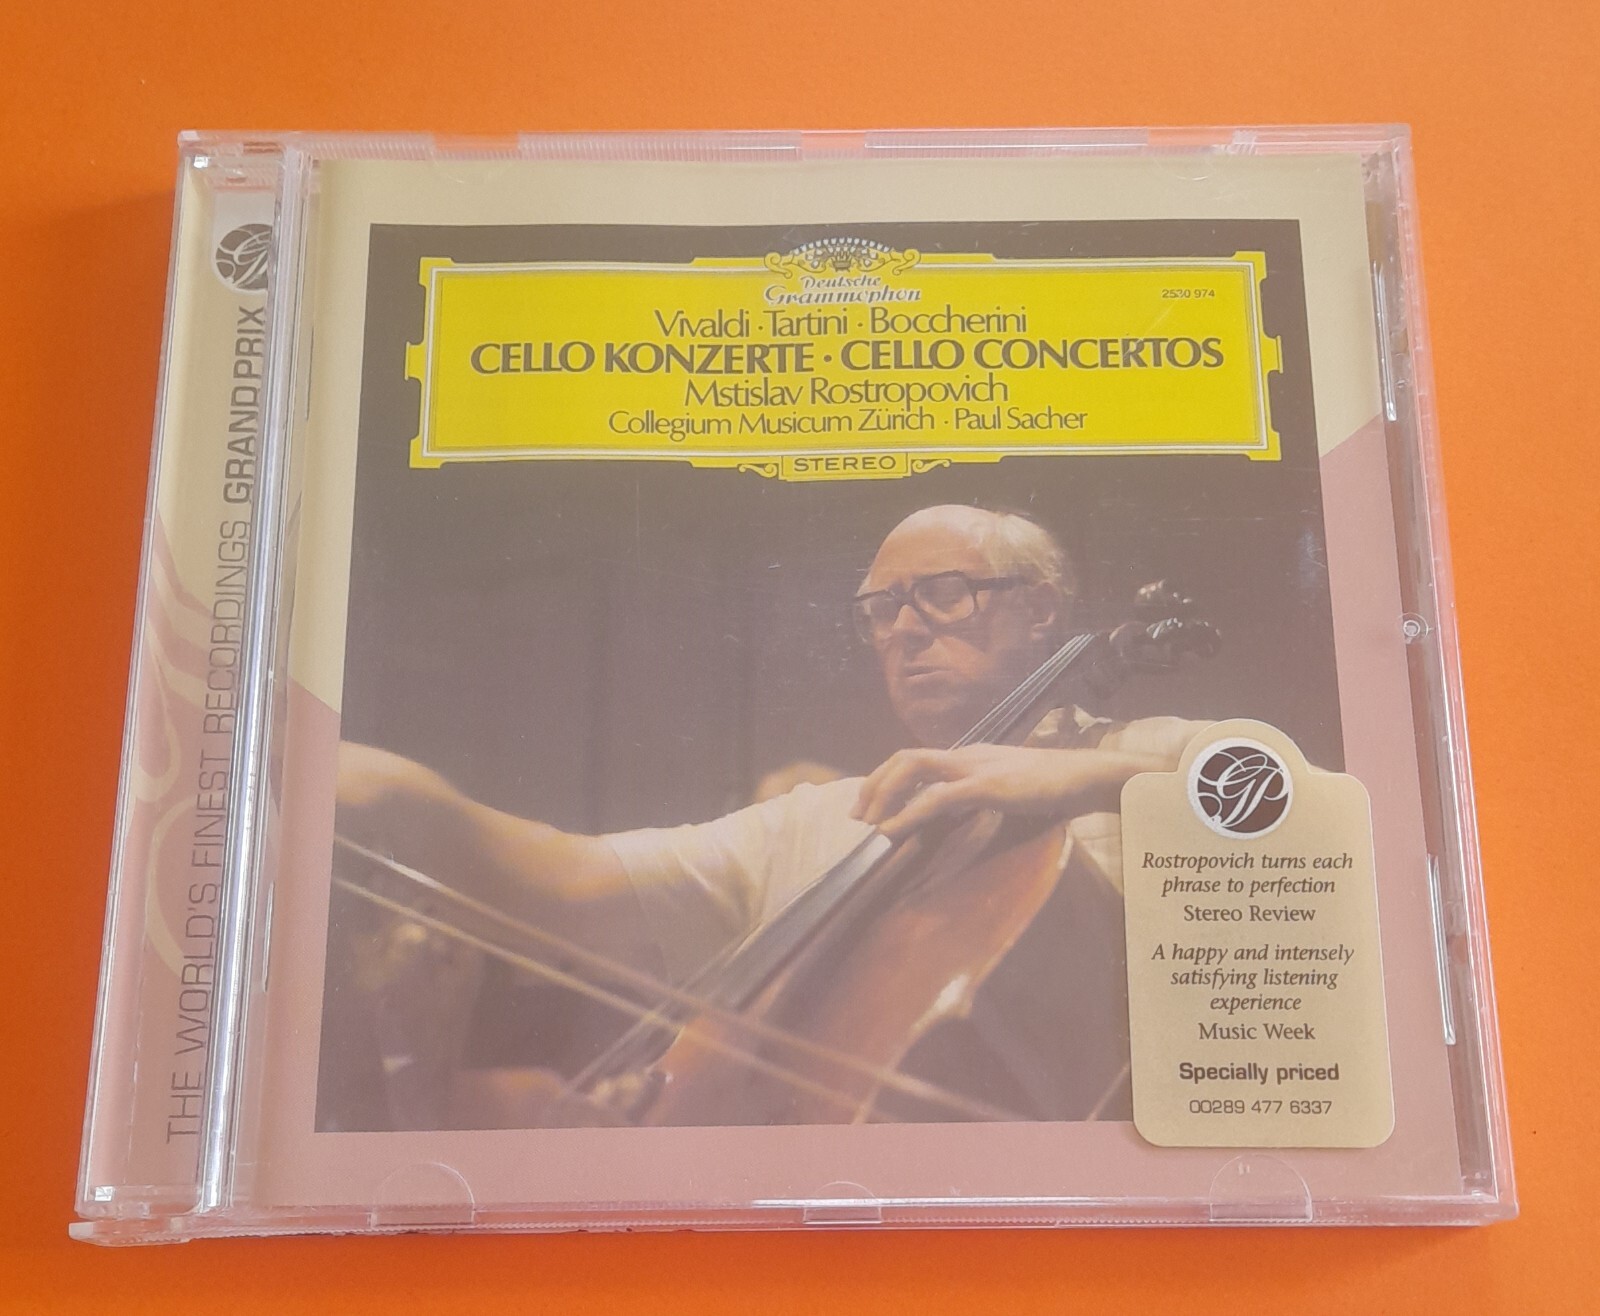 THE WORLD'S FINEST RECORDINGS GRANDPRIX
Deutsche
Grammophon
2530 974
Vivaldi · Tartini · Boccherini
CELLO KONZERTE · CELLO CONCERTOS
Mstislav Rostropovich
Collegium Musicum Zürich · Paul Sacher
STEREO
GP
Rostropovich turns each
phrase to perfection
Stereo Review
A happy and intensely
satisfying listening
experience
Music Week
Specially priced
00289 477 6337